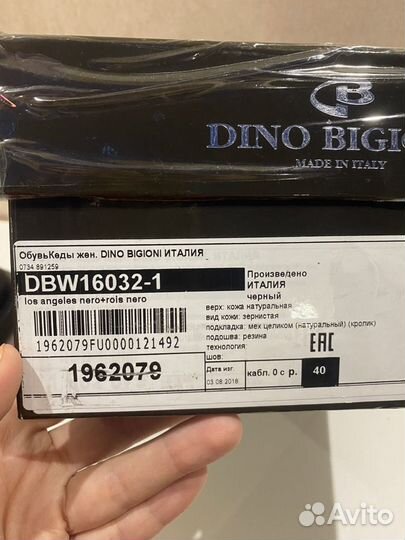 DINO BIGIO
MADE IN ITALY
ОбувьКеды жен. DINO BIGIONI ИТАЛИЯ
0734 891259
DBW16032-1
los angeles nero+rois nero
1962079FU0000121492
1962079
Произведено
ИТАЛИЯ
черный
верх: кожа натуральная
вид кожи: зернистая
подкладка: мех целиком (натуральный) (кролик)
подошва: резина
технология:
шов:
EAC
Дата изг.
03.08.2018
кабл. 0 с р.
40
Avito